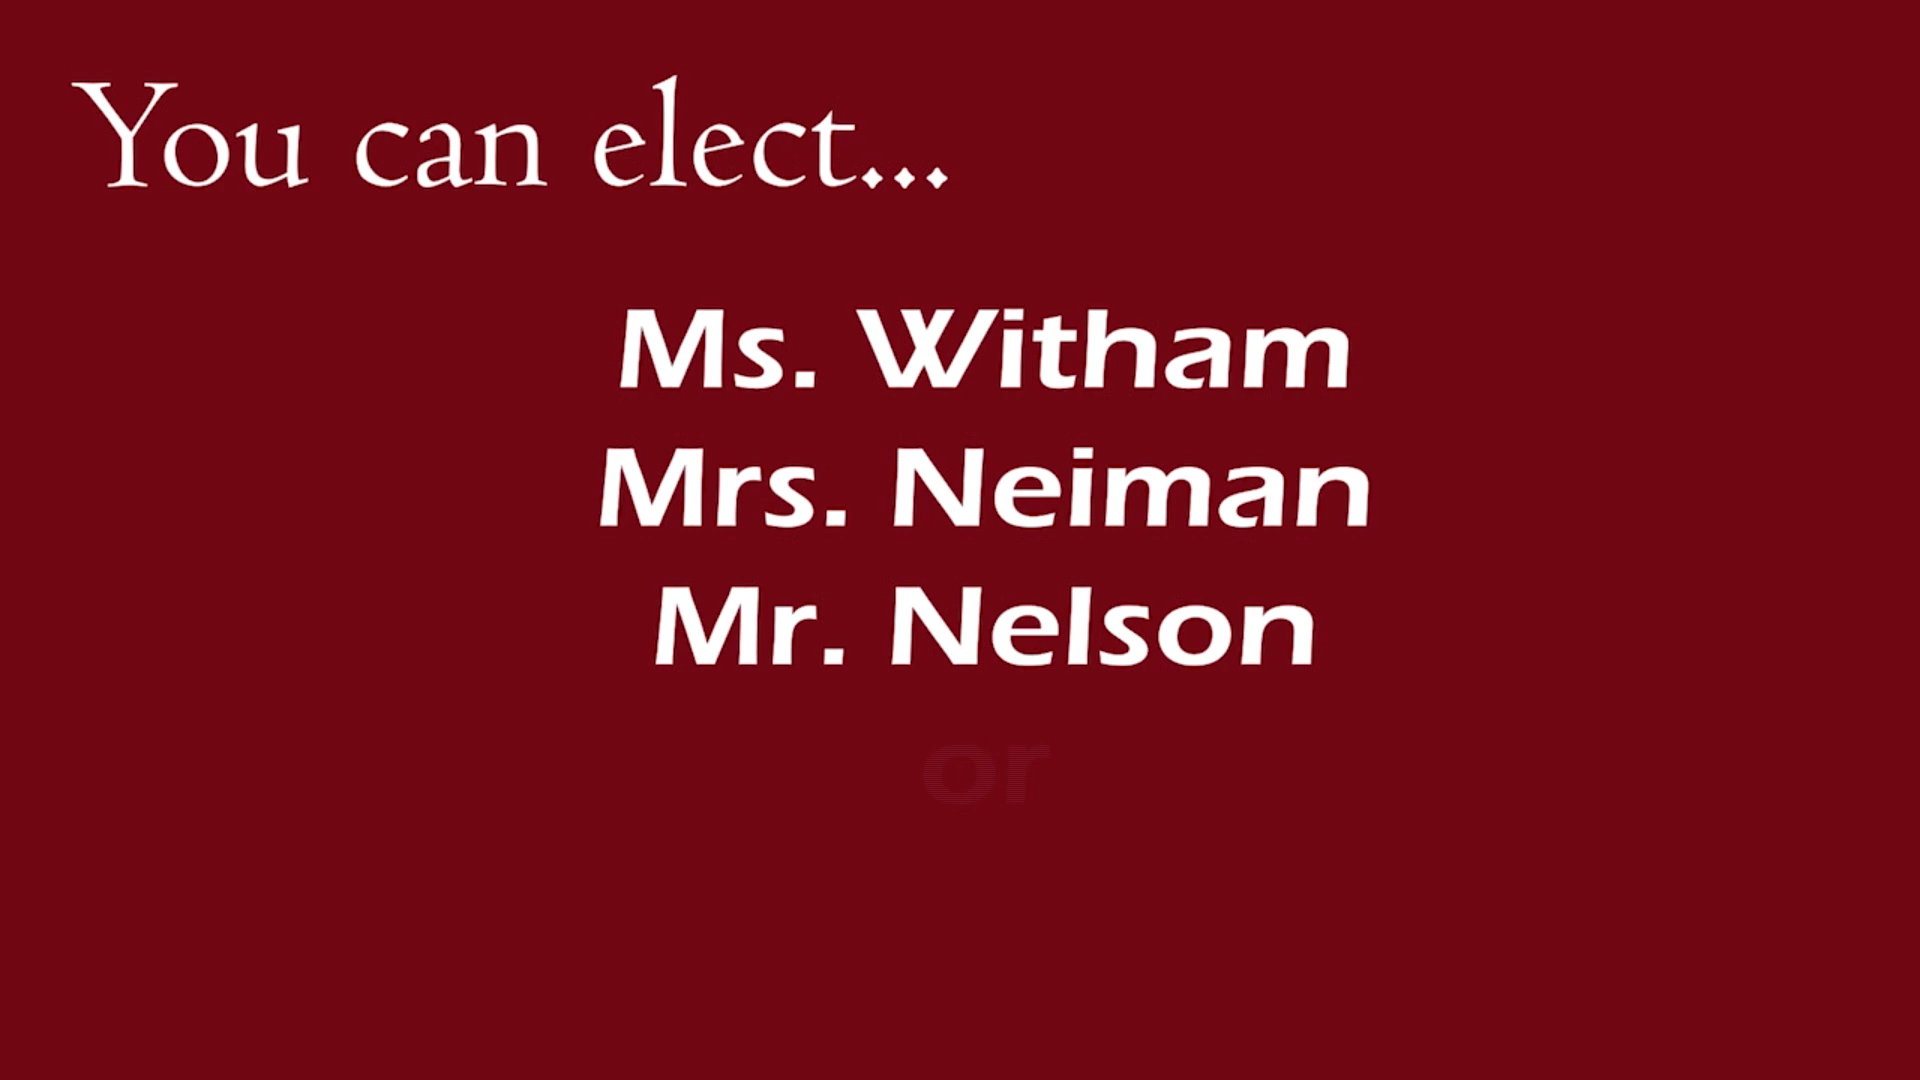 You can elect...
Ms. Witham
Mrs. Neiman
Mr. Nelson
or